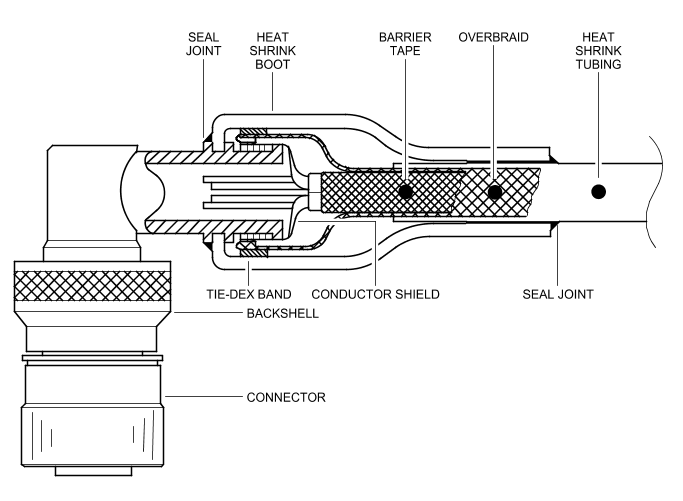 SEAL
JOINT
HEAT
SHRINK
BOOT
BARRIER
TAPE
OVERBRAID
HEAT
SHRINK
TUBING
TIE-DEX BAND
CONDUCTOR SHIELD
SEAL JOINT
BACKSHELL
CONNECTOR